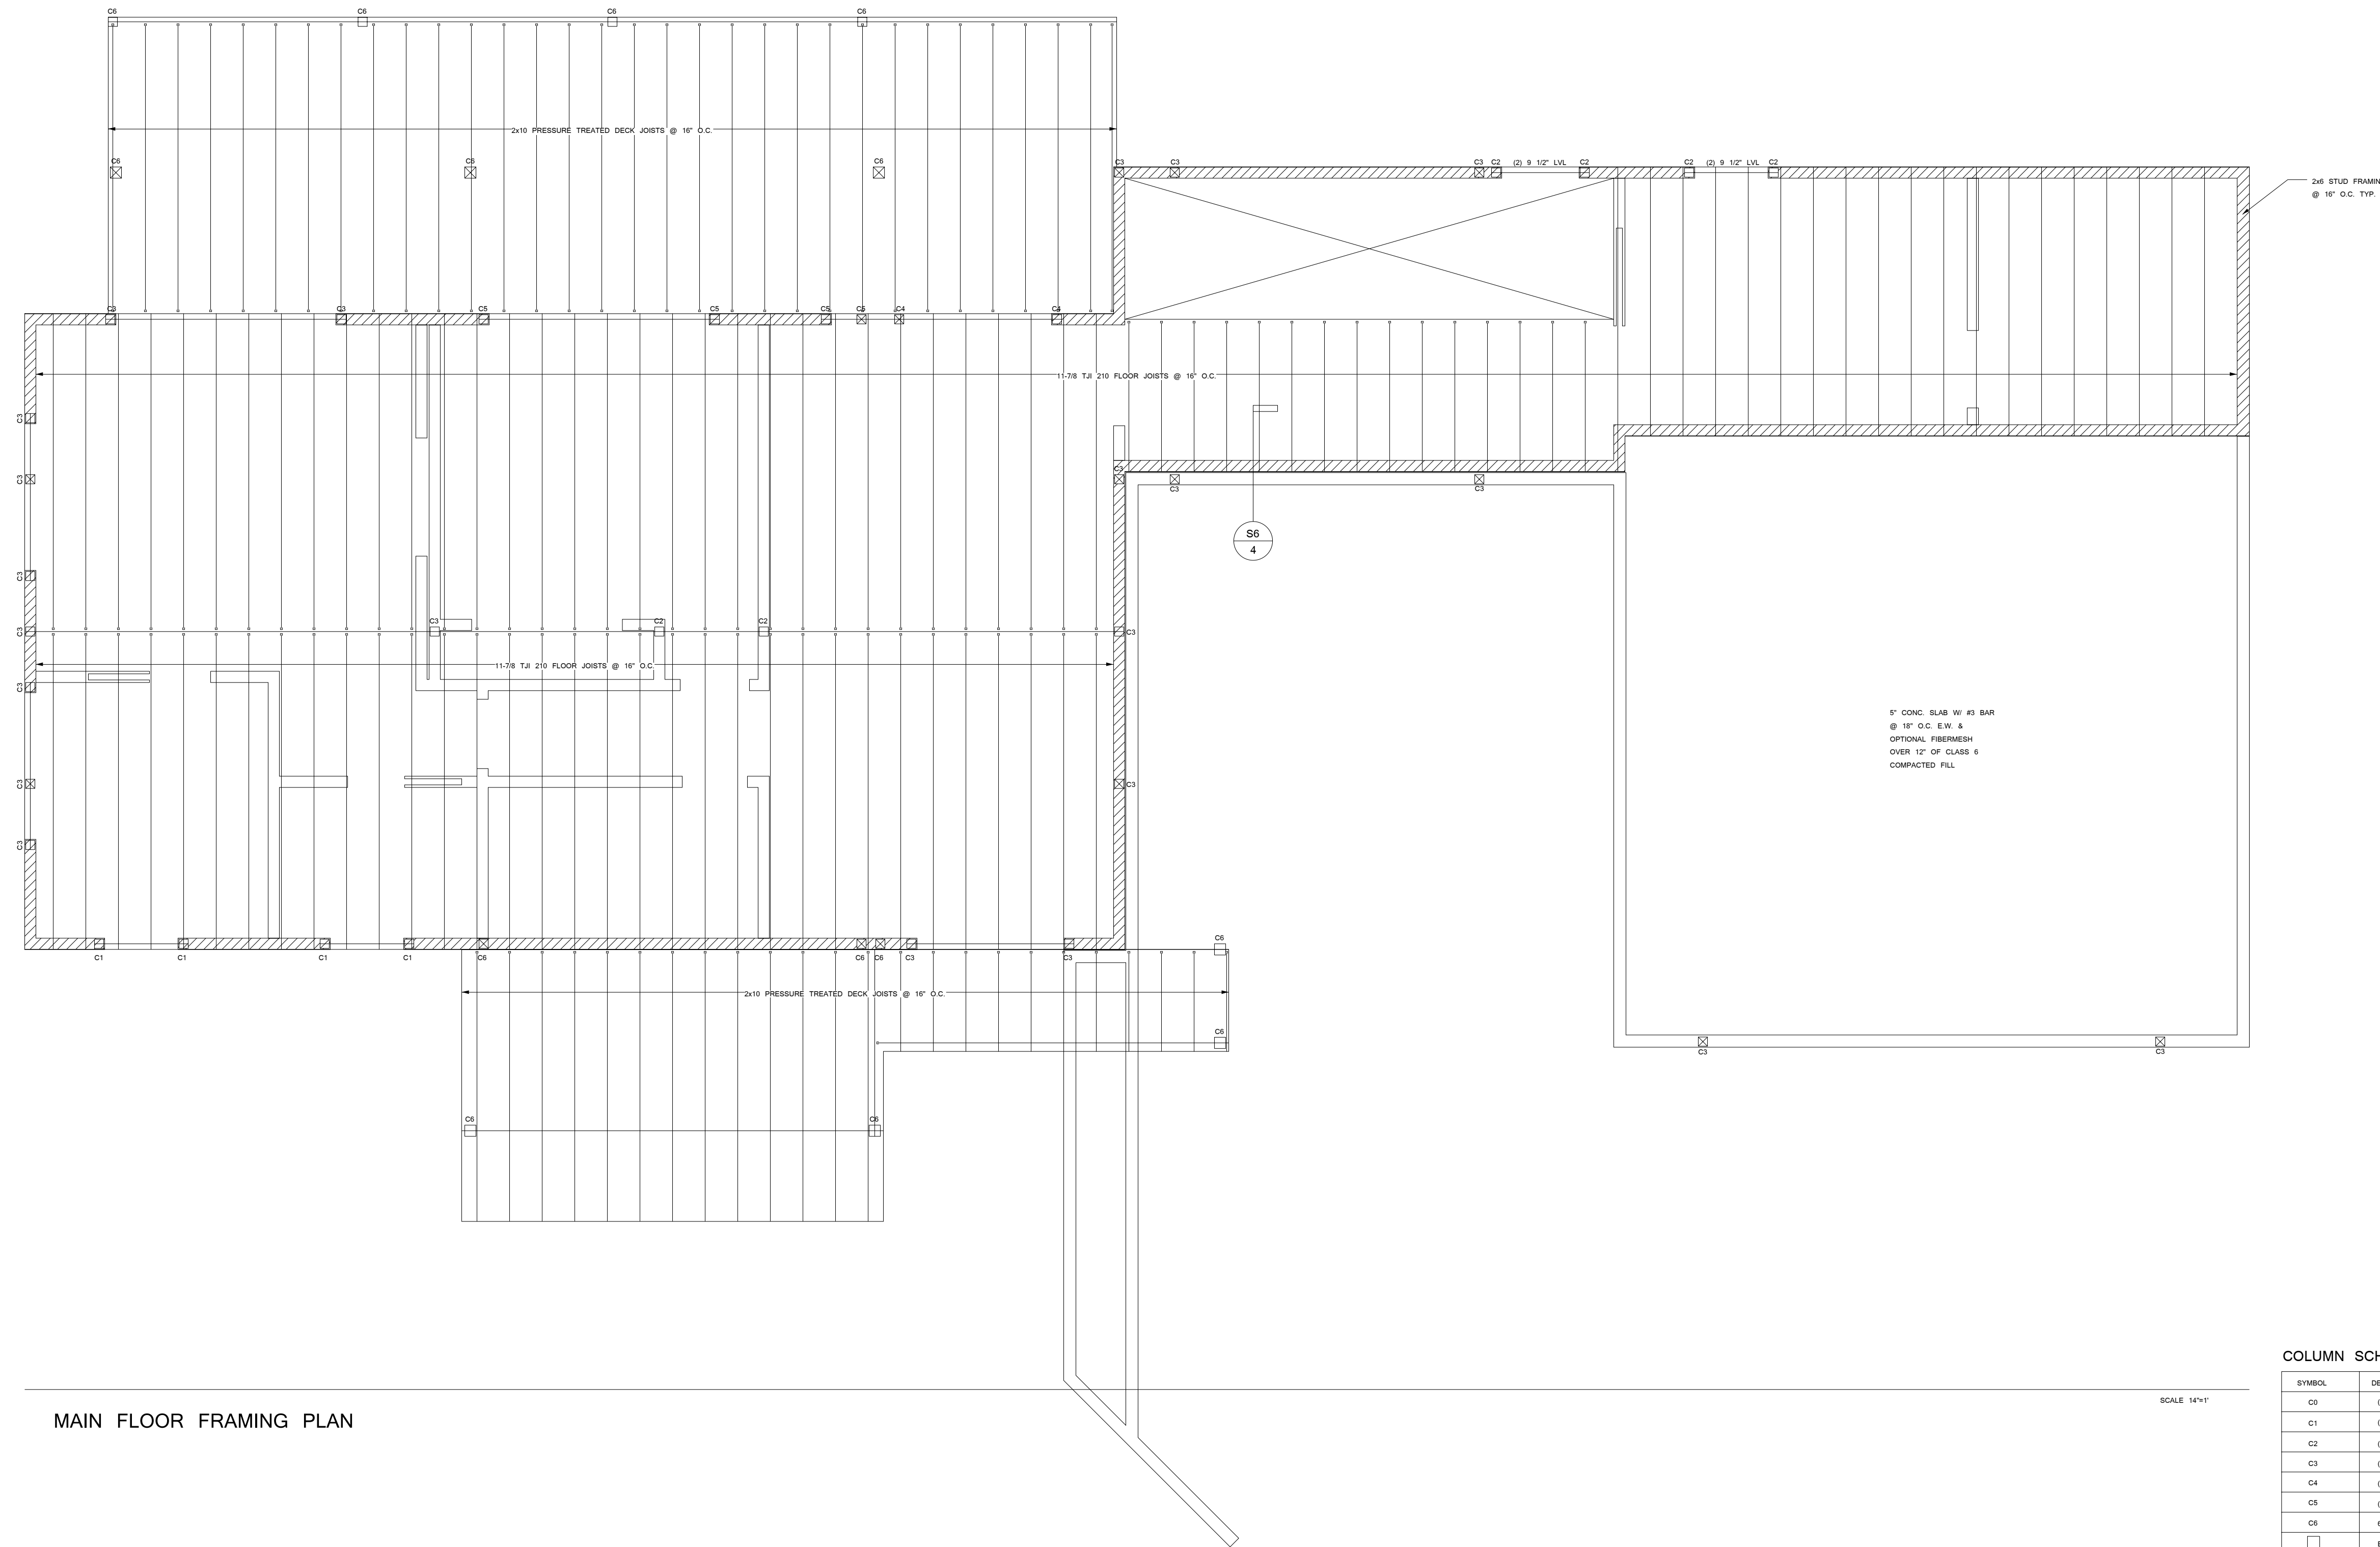 C6 C6 C6 C6
2x10 PRESSURE TREATED DECK JOISTS @ 16" O.C.
C6 C6 C6 C3 C3 C3 C2 (2) 9 1/2" LVL C2 C2 (2) 9 1/2" LVL C2
2x6 STUD
@ 16" O.C. TYP.
C3 C3 C5 C5 C5 C5 C4 C4
11-7/8 TJI 210 FLOOR JOISTS @ 16" O.C.
C3
C3
C3
C3 C3
C3
S6
4
C3
C3 C3 C2 C2 C3
11-7/8 TJI 210 FLOOR JOISTS @ 16" O.C.
C3
5" CONC. SLAB W/ #3 BAR
@ 18" O.C. E.W. &
OPTIONAL FIBERMESH
OVER 12" OF CLASS 6
COMPACTED FILL
C3 C3
C3
C6
C1 C1 C1 C1 C6 C6 C6 C3 C3
2x10 PRESSURE TREATED DECK JOISTS @ 16" O.C.
C6
C3 C3
C6 C6
MAIN FLOOR FRAMING PLAN
SCALE 14"=1'
COLUMN
SYMBOL
C0
C1
C2
C3
C4
C5
C6